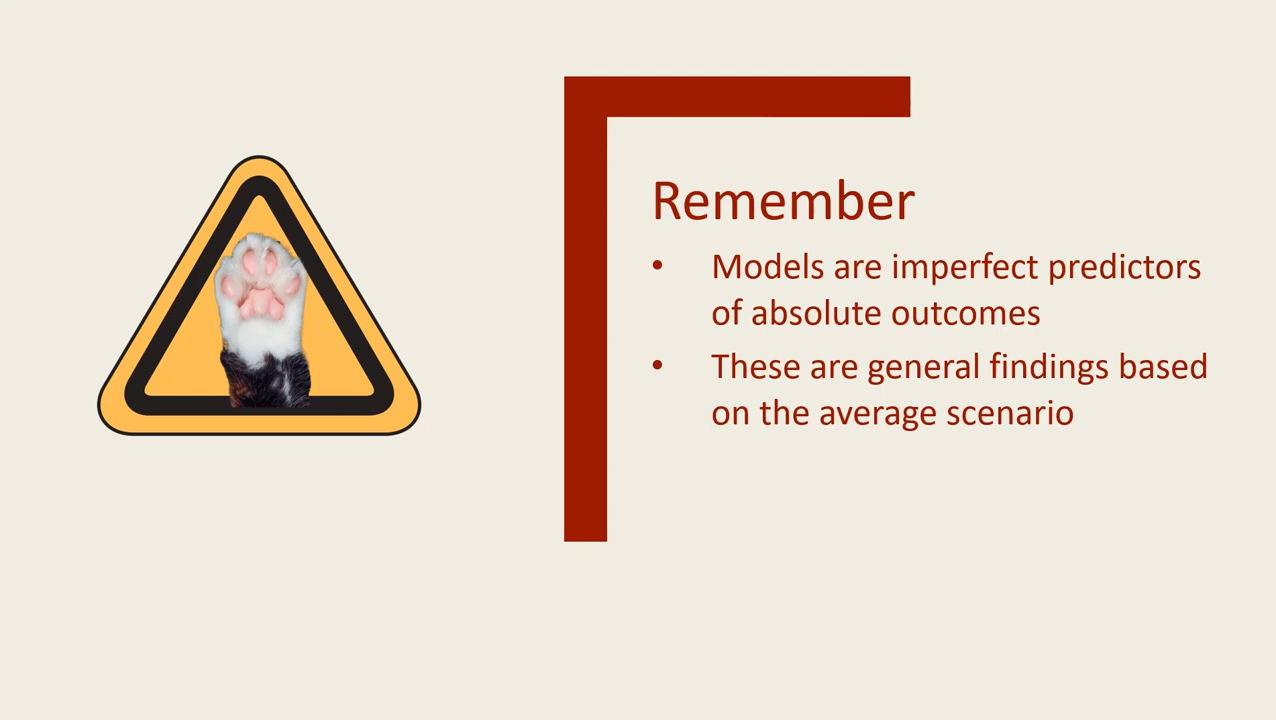 Remember
• Models are imperfect predictors
of absolute outcomes
• These are general findings based
on the average scenario